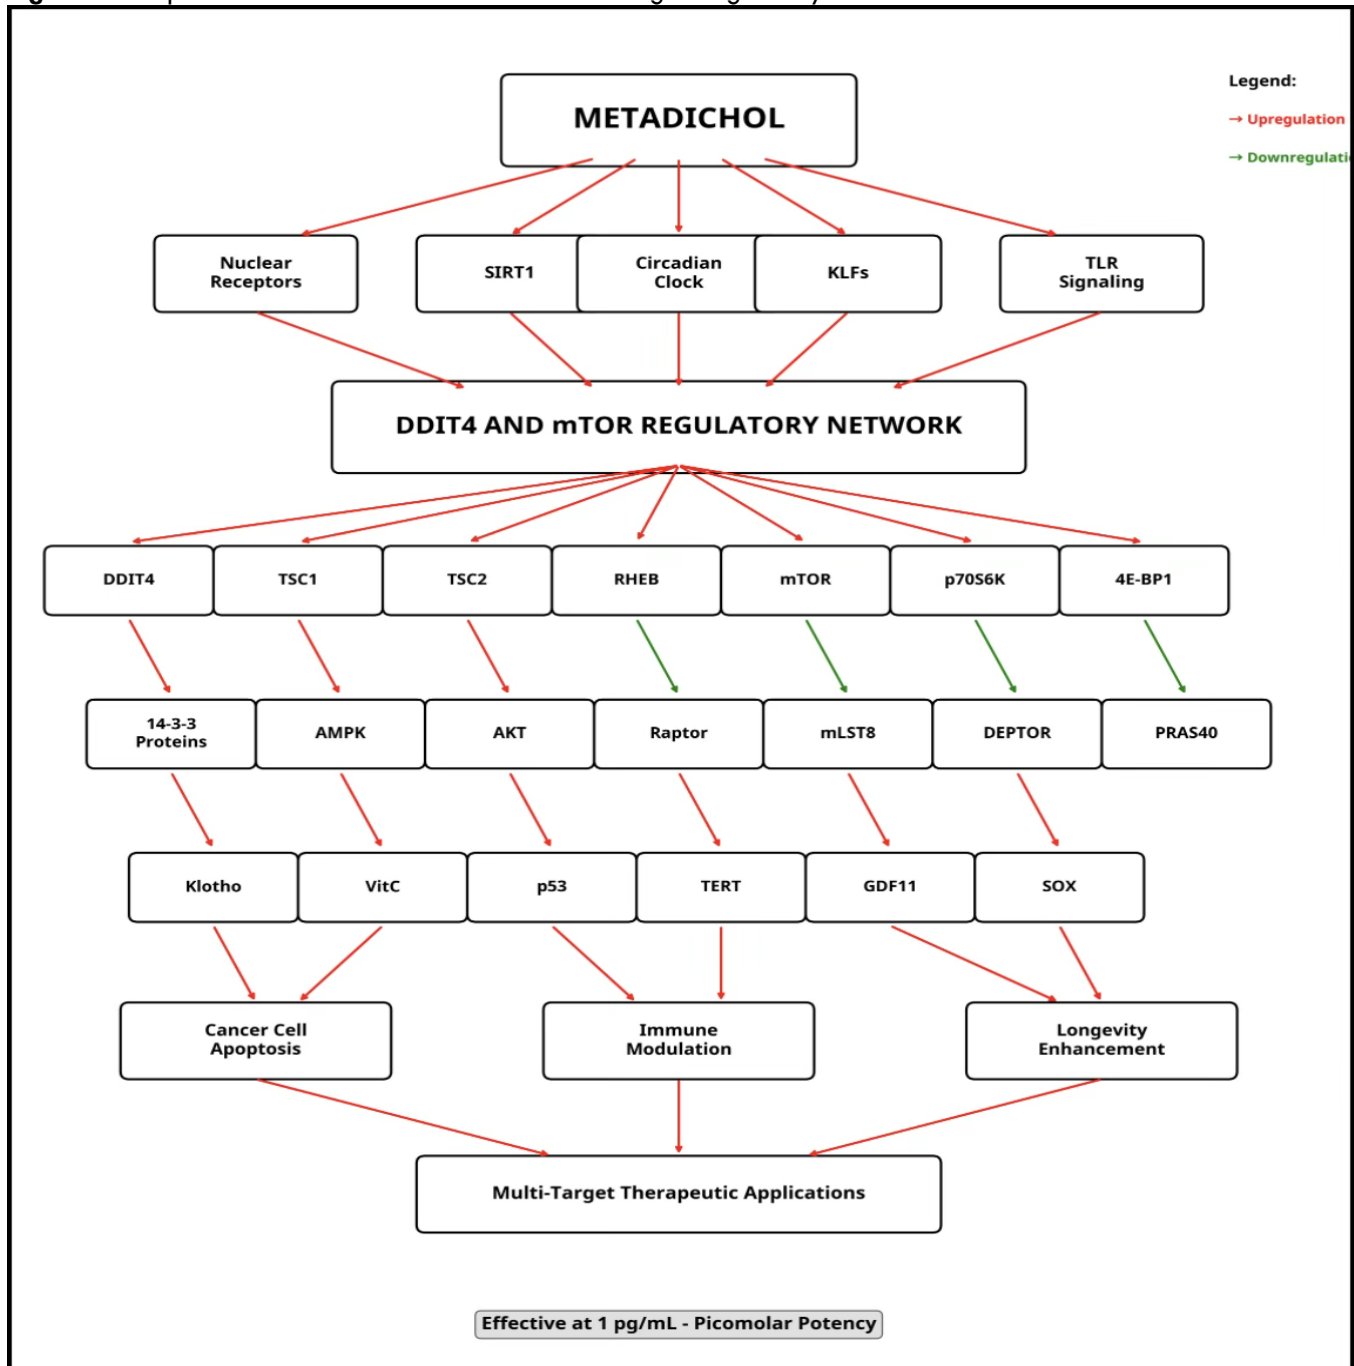 METADICHOL
Legend:
→ Upregulation
→ Downregulati
Nuclear
Receptors
SIRT1
Circadian
Clock
KLFs
TLR
Signaling
DDIT4 AND mTOR REGULATORY NETWORK
DDIT4
TSC1
TSC2
RHEB
mTOR
p70S6K
4E-BP1
14-3-3
Proteins
AMPK
AKT
Raptor
mLST8
DEPTOR
PRAS40
Klotho
VitC
p53
TERT
GDF11
SOX
Cancer Cell
Apoptosis
Immune
Modulation
Longevity
Enhancement
Multi-Target Therapeutic Applications
Effective at 1 pg/mL - Picomolar Potency